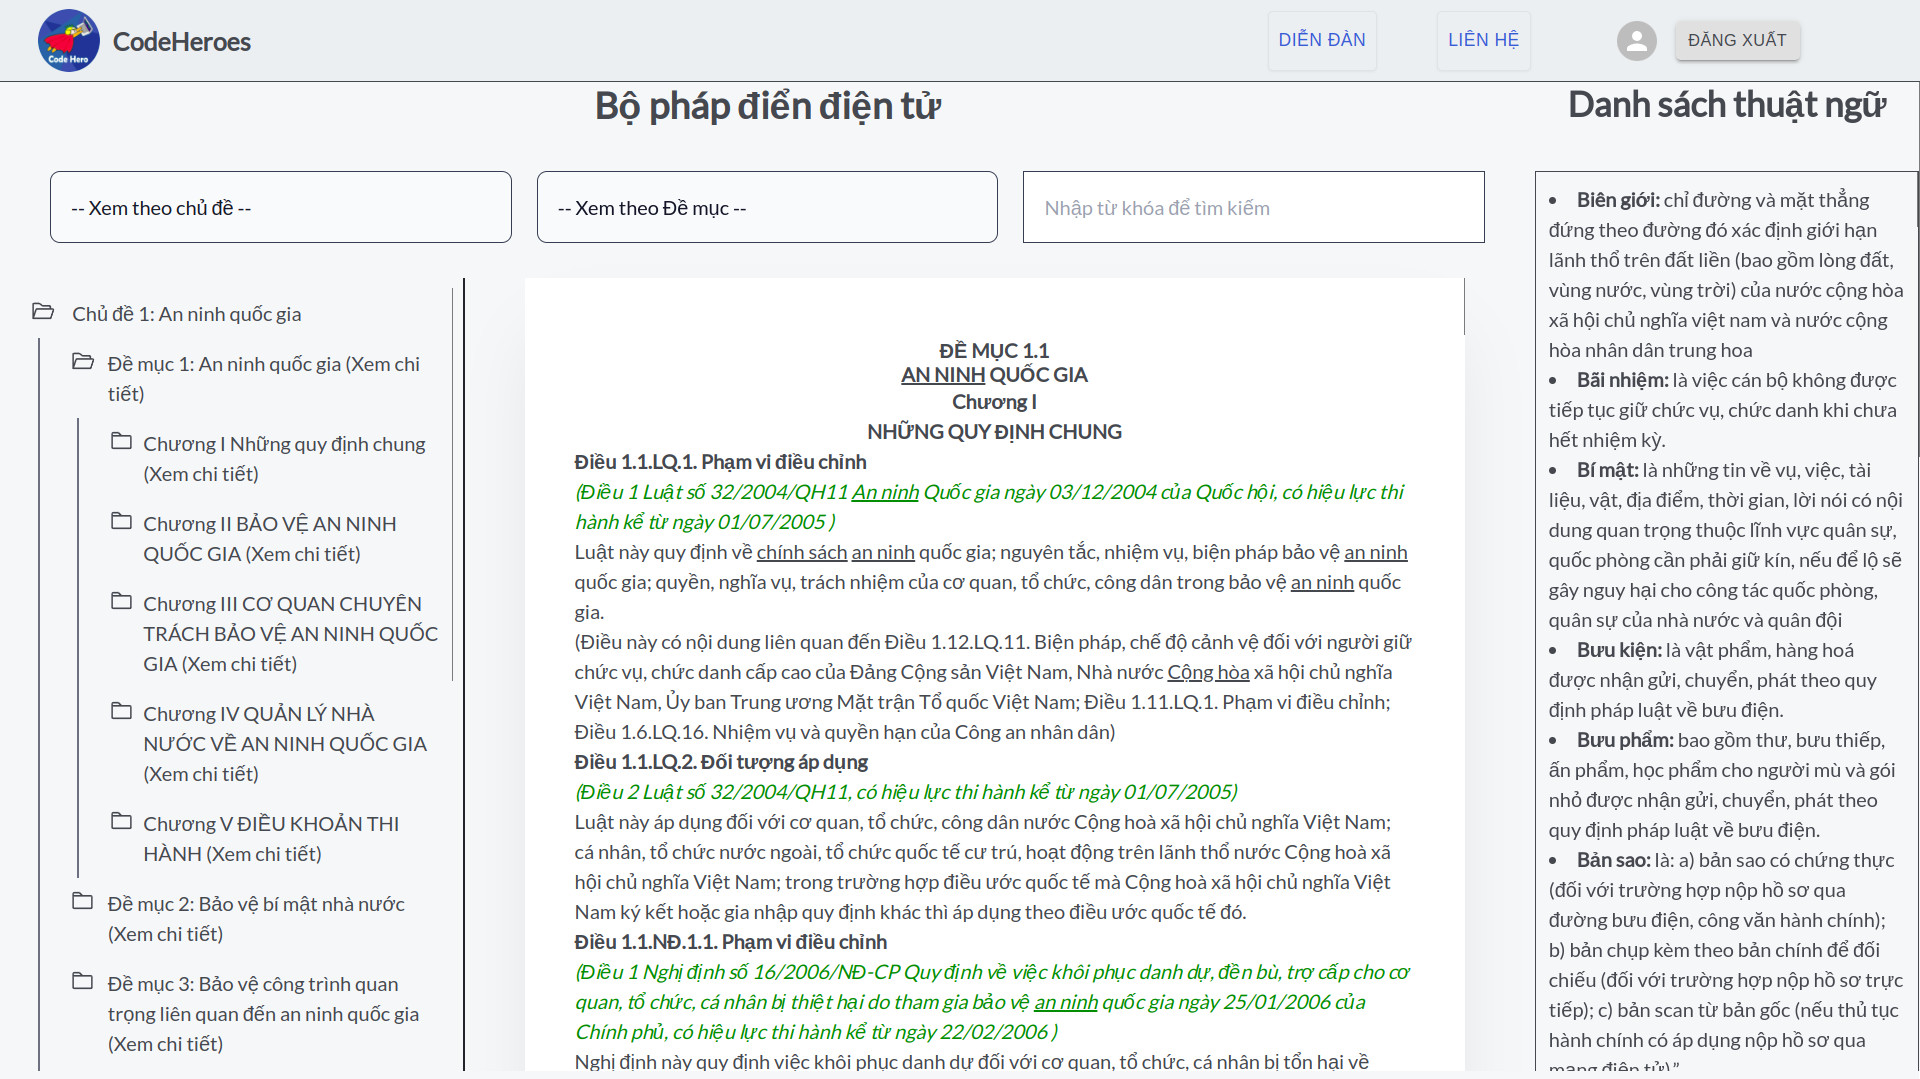 Code Hero
CodeHeroes
DIỄN ĐÀN
LIÊN HỆ
ĐĂNG XUẤT
Bộ pháp điển điện tử
Danh sách thuật ngữ
-- Xem theo chủ đề --
-- Xem theo Đề mục --
Nhập từ khóa để tìm kiếm
Chủ đề 1: An ninh quốc gia
Đề mục 1: An ninh quốc gia (Xem chi
tiết)
Chương I Những quy định chung
(Xem chi tiết)
Chương II BẢO VỆ AN NINH
QUỐC GIA (Xem chi tiết)
Chương III CƠ QUAN CHUYÊN
TRÁCH BẢO VỆ AN NINH QUỐC
GIA (Xem chi tiết)
Chương IV QUẢN LÝ NHÀ
NƯỚC VỀ AN NINH QUỐC GIA
(Xem chi tiết)
Chương V ĐIỀU KHOẢN THI
HÀNH (Xem chi tiết)
Đề mục 2: Bảo vệ bí mật nhà nước
(Xem chi tiết)
Đề mục 3: Bảo vệ công trình quan
trọng liên quan đến an ninh quốc gia
(Xem chi tiết)
ĐỀ MỤC 1.1
AN NINH QUỐC GIA
Chương I
NHỮNG QUY ĐỊNH CHUNG
Điều 1.1.LQ.1. Phạm vi điều chỉnh
(Điều 1 Luật số 32/2004/QH11 An ninh Quốc gia ngày 03/12/2004 của Quốc hội, có hiệu lực thi
hành kể từ ngày 01/07/2005 )
Luật này quy định về chính sách an ninh quốc gia; nguyên tắc, nhiệm vụ, biện pháp bảo vệ an ninh
quốc gia; quyền, nghĩa vụ, trách nhiệm của cơ quan, tổ chức, công dân trong bảo vệ an ninh quốc
gia.
(Điều này có nội dung liên quan đến Điều 1.12.LQ.11. Biện pháp, chế độ cảnh vệ đối với người giữ
chức vụ, chức danh cấp cao của Đảng Cộng sản Việt Nam, Nhà nước Cộng hòa xã hội chủ nghĩa
Việt Nam, Ủy ban Trung ương Mặt trận Tổ quốc Việt Nam; Điều 1.11.LQ.1. Phạm vi điều chỉnh;
Điều 1.6.LQ.16. Nhiệm vụ và quyền hạn của Công an nhân dân)
Điều 1.1.LQ.2. Đối tượng áp dụng
(Điều 2 Luật số 32/2004/QH11, có hiệu lực thi hành kể từ ngày 01/07/2005)
Luật này áp dụng đối với cơ quan, tổ chức, công dân nước Cộng hoà xã hội chủ nghĩa Việt Nam;
cá nhân, tổ chức nước ngoài, tổ chức quốc tế cư trú, hoạt động trên lãnh thổ nước Cộng hoà xã
hội chủ nghĩa Việt Nam; trong trường hợp điều ước quốc tế mà Cộng hoà xã hội chủ nghĩa Việt
Nam ký kết hoặc gia nhập quy định khác thì áp dụng theo điều ước quốc tế đó.
Điều 1.1.NĐ.1.1. Phạm vi điều chỉnh
(Điều 1 Nghị định số 16/2006/NĐ-CP Quy định về việc khôi phục danh dự, đền bù, trợ cấp cho cơ
quan, tổ chức, cá nhân bị thiệt hại do tham gia bảo vệ an ninh quốc gia ngày 25/01/2006 của
Chính phủ, có hiệu lực thi hành kể từ ngày 22/02/2006 )
Nghị định này quy định việc khôi phục danh dự đối với cơ quan, tổ chức, cá nhân bị tổn hại về
• Biên giới: chỉ đường và mặt thẳng
đứng theo đường đó xác định giới hạn
lãnh thổ trên đất liền (bao gồm lòng đất,
vùng nước, vùng trời) của nước cộng hòa
xã hội chủ nghĩa việt nam và nước cộng
hòa nhân dân trung hoa
• Bãi nhiệm: là việc cán bộ không được
tiếp tục giữ chức vụ, chức danh khi chưa
hết nhiệm kỳ.
• Bí mật: là những tin về vụ, việc, tài
liệu, vật, địa điểm, thời gian, lời nói có nội
dung quan trọng thuộc lĩnh vực quân sự,
quốc phòng cần phải giữ kín, nếu để lộ sẽ
gây nguy hại cho công tác quốc phòng,
quân sự của nhà nước và quân đội
• Bưu kiện: là vật phẩm, hàng hoá
được nhận gửi, chuyển, phát theo quy
định pháp luật về bưu điện.
• Bưu phẩm: bao gồm thư, bưu thiếp,
ấn phẩm, học phẩm cho người mù và gói
nhỏ được nhận gửi, chuyển, phát theo
quy định pháp luật về bưu điện.
• Bản sao: là: a) bản sao có chứng thực
(đối với trường hợp nộp hồ sơ qua
đường bưu điện, công văn hành chính);
b) bản chụp kèm theo bản chính để đối
chiếu (đối với trường hợp nộp hồ sơ trực
tiếp); c) bản scan từ bản gốc (nếu thủ tục
hành chính có áp dụng nộp hồ sơ qua
mạng điện tử)."